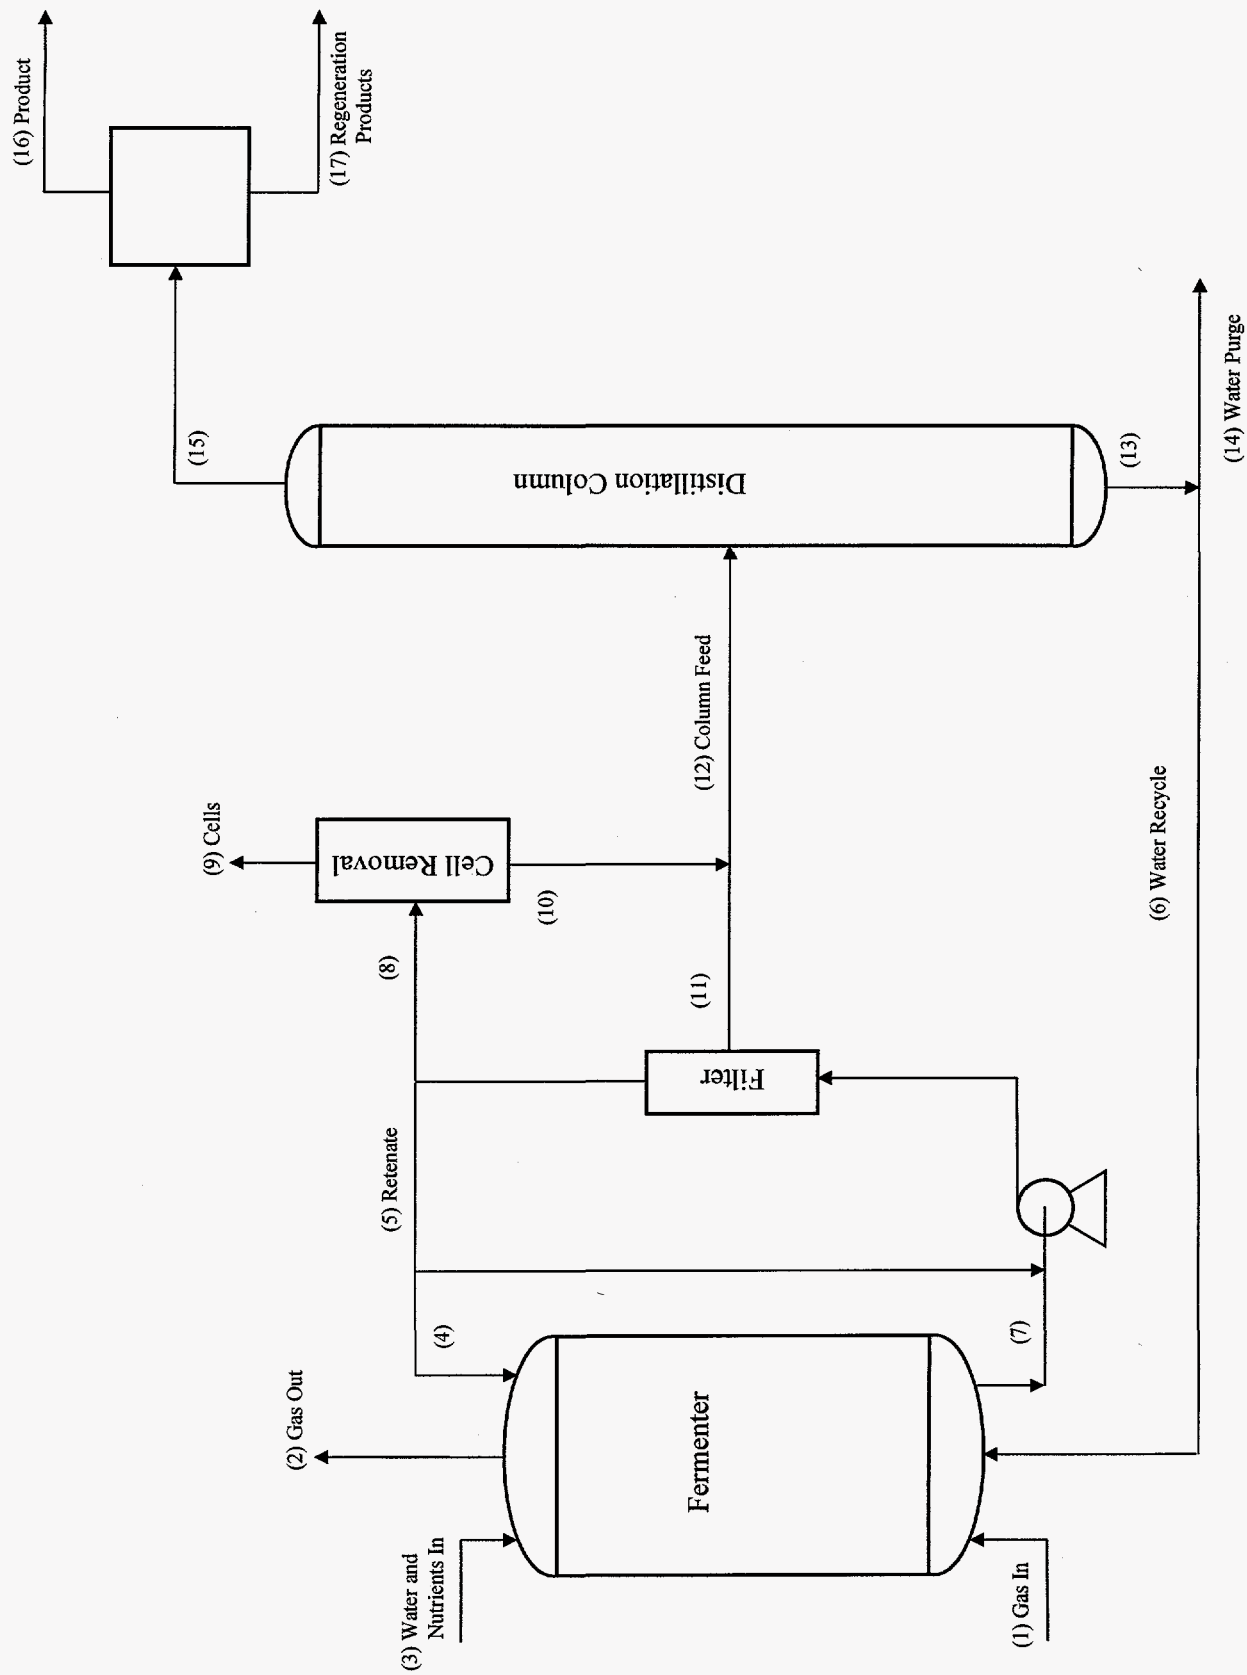 (16) Product
(17) Regeneration
Products
(15)
Distillation Column
(13)
(14) Water Purge
(12) Column Feed
(9) Cells
Cell Removal
(10)
(8)
(11)
Filter
(6) Water Recycle
(5) Retenate
(4)
(7)
(2) Gas Out
Fermenter
(3) Water and
Nutrients In
(1) Gas In